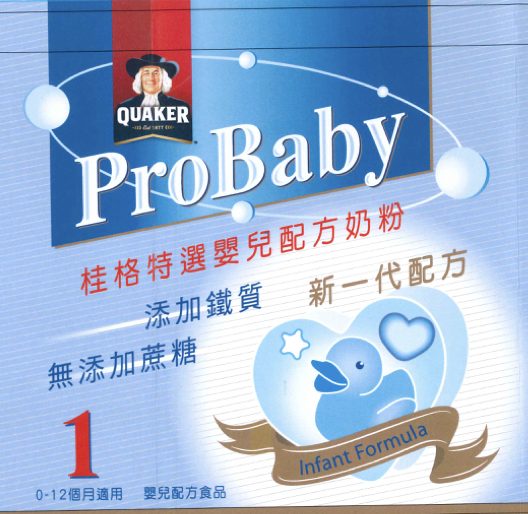 QUAKER
ProBaby
桂格特選嬰兒配方奶粉
添加鐵質
新一代配方
無添加蔗糖
1
Infant Formula
0-12個月適用 嬰兒配方食品